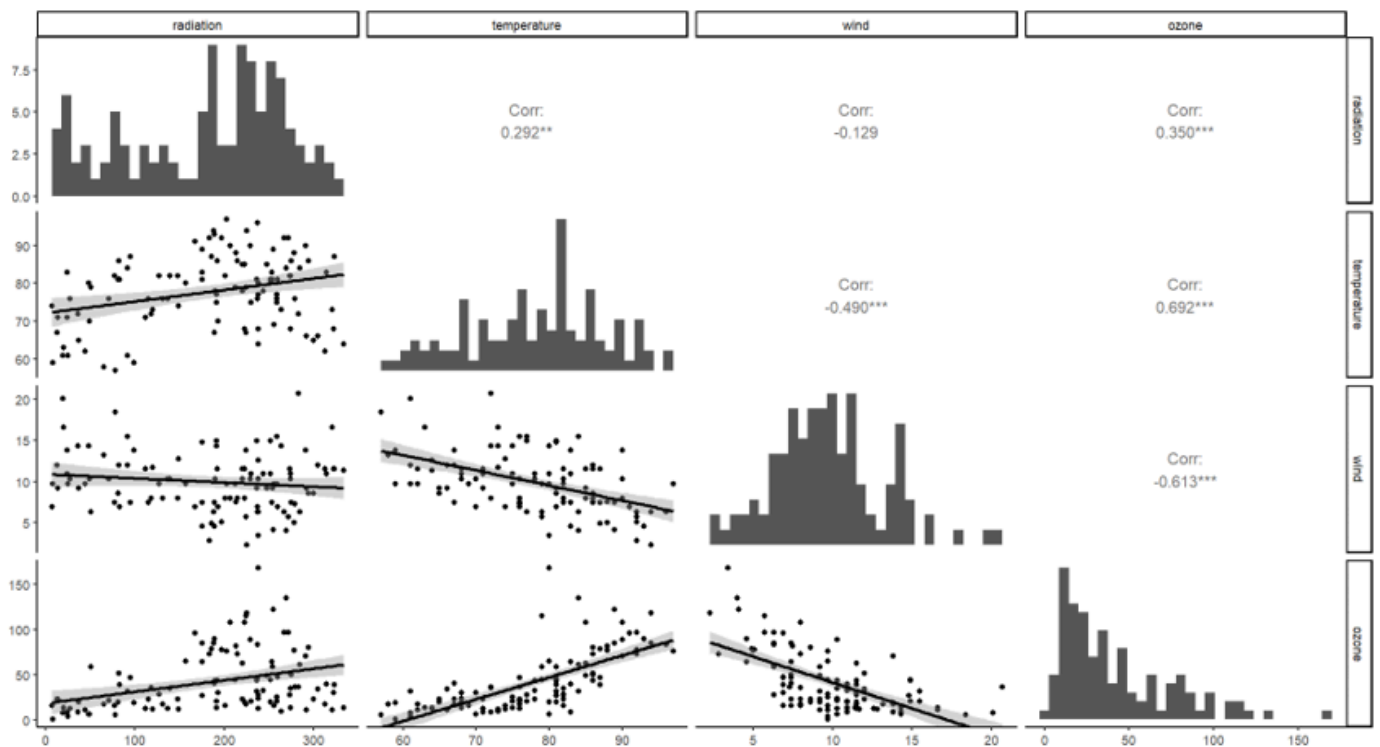 radiation temperature wind ozone
7.5
5.0
2.5
0.0
Corr:
0.292**
Corr:
-0.129
Corr:
0.350***
radiation
90
80
70
60
Corr:
-0.490***
Corr:
0.692***
temperature
20
15
10
5
Corr:
-0.613***
wind
150
100
50
0
ozone
0 100 200 300 60 70 80 90 5 10 15 20 0 50 100 150